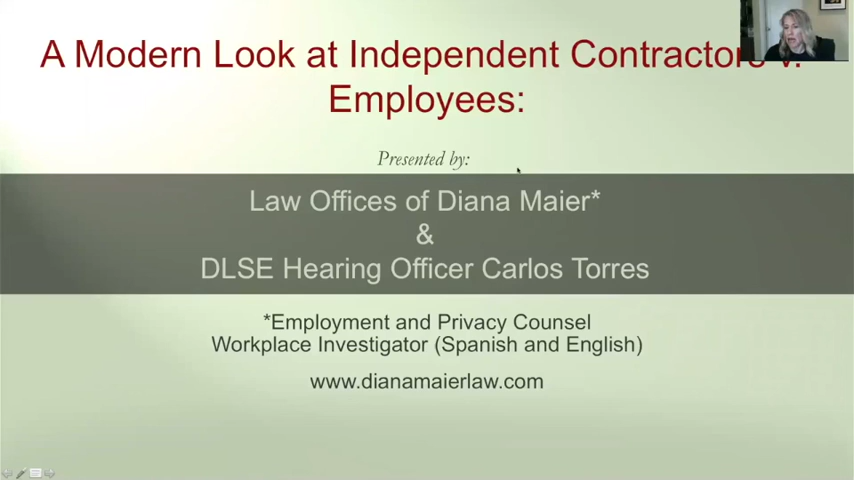 A Modern Look at Independent Contractors v.
Employees:
Presented by:
Law Offices of Diana Maier*
&
DLSE Hearing Officer Carlos Torres
*Employment and Privacy Counsel
Workplace Investigator (Spanish and English)
www.dianamaierlaw.com